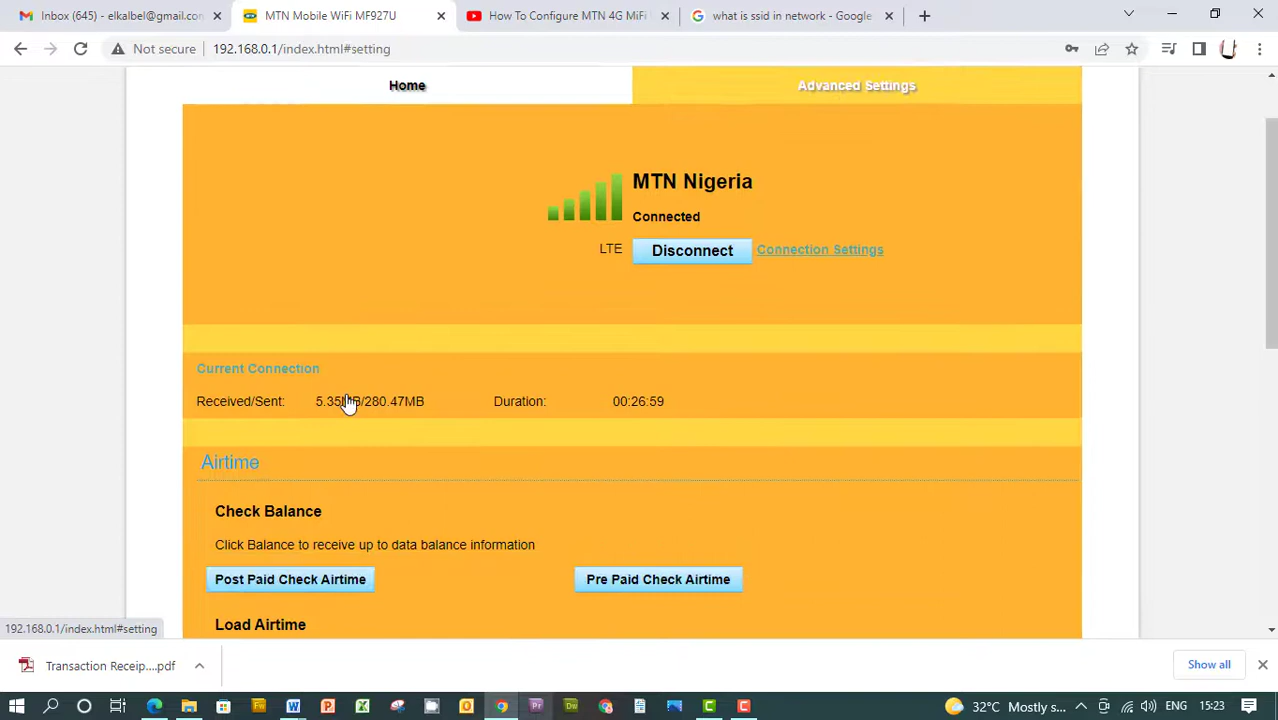 Inbox (645) - elkalbel@gmail.con
MTN Mobile WiFi MF927U
How To Configure MTN 4G MiFi
what is ssid in network - Google
Not secure
192.168.0.1/index.html#setting
Home
Advanced Settings
MTN Nigeria
Connected
LTE
Disconnect
Connection Settings
Current Connection
Received/Sent: 5.35MB/280.47MB Duration: 00:26:59
Airtime
Check Balance
Click Balance to receive up to data balance information
Post Paid Check Airtime
Pre Paid Check Airtime
Load Airtime
192.168.0.1/index.html#setting
Transaction Receip....pdf
Show all
32°C Mostly s...
ENG
15:23